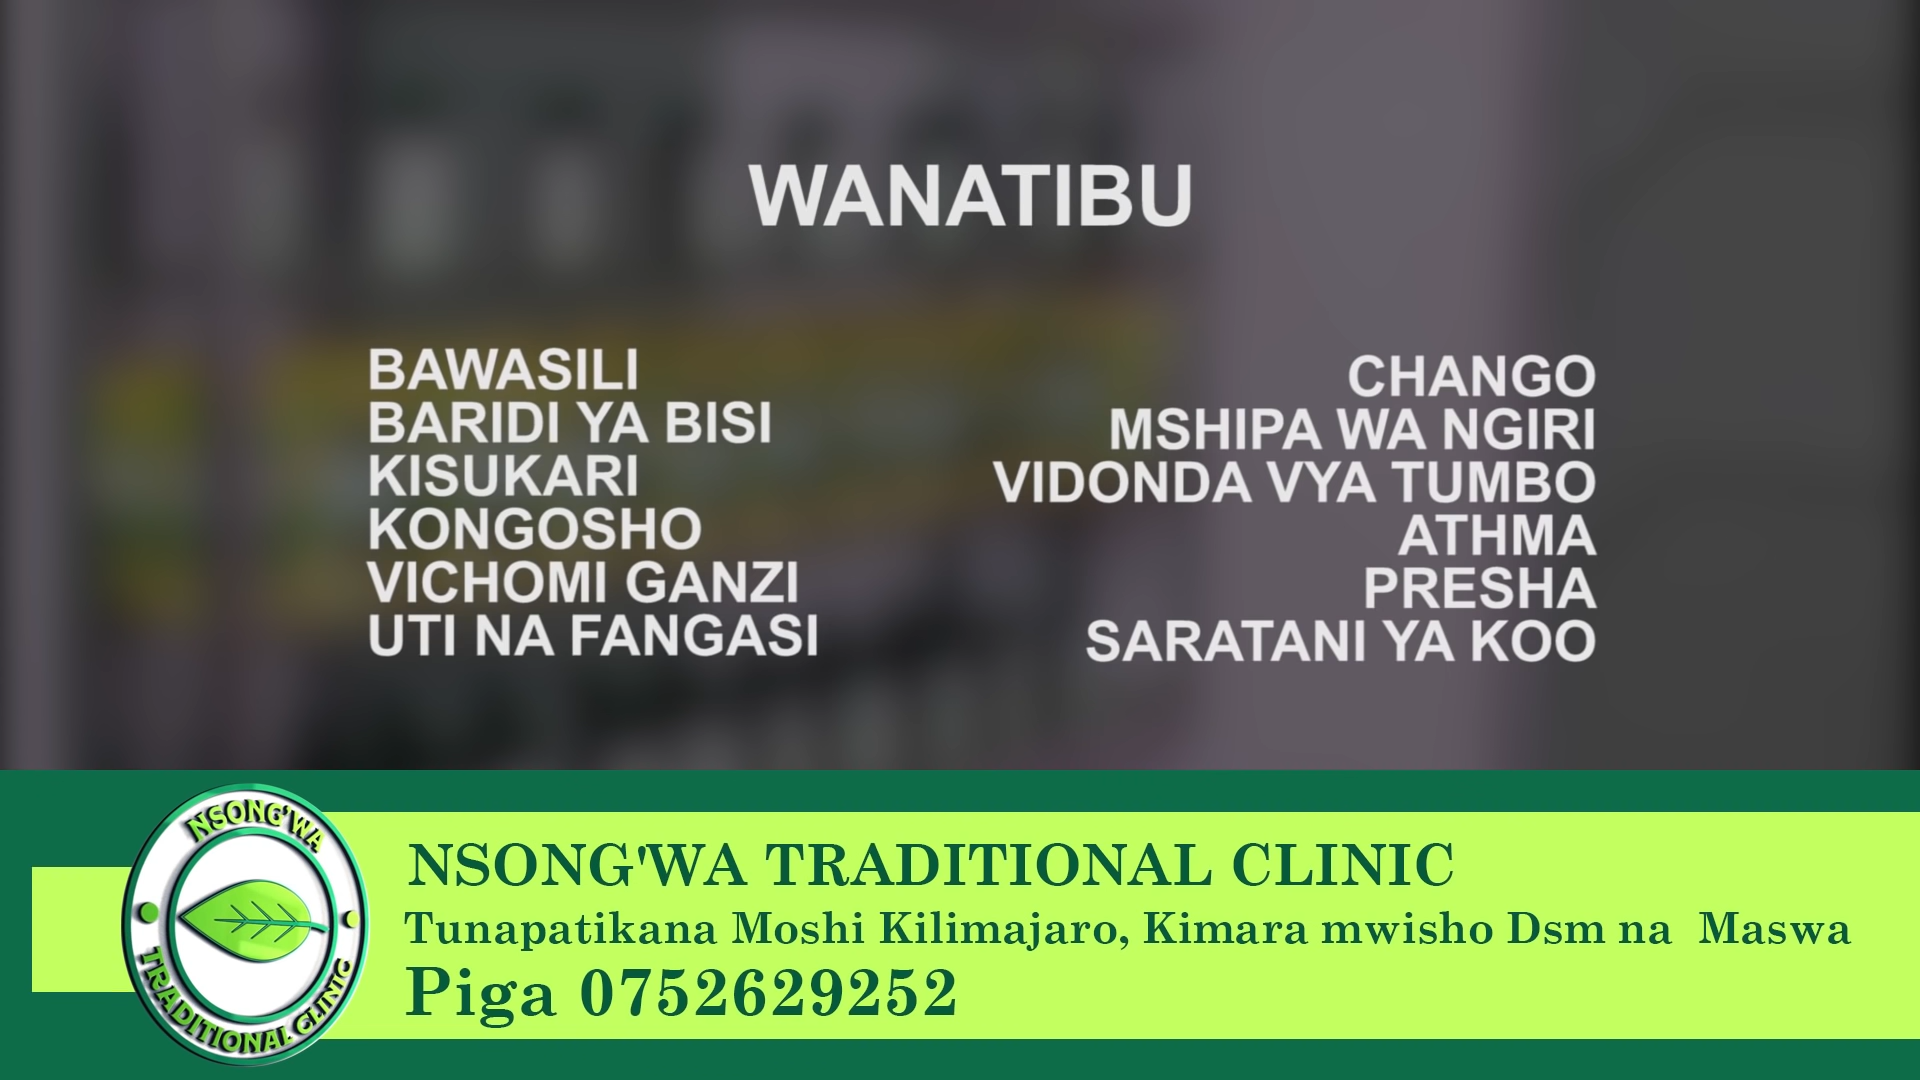 WANATIBU
BAWASILI
BARIDI YA BISI
KISUKARI
KONGOSHO
VICHOMI GANZI
UTI NA FANGASI
CHANGO
MSHIPA WA NGIRI
VIDONDA VYA TUMBO
ATHMA
PRESHA
SARATANI YA KOO
NSONG'WA
TRADITIONAL CLINIC
NSONG'WA TRADITIONAL CLINIC
Tunapatikana Moshi Kilimajaro, Kimara mwisho Dsm na Maswa
Piga 0752629252